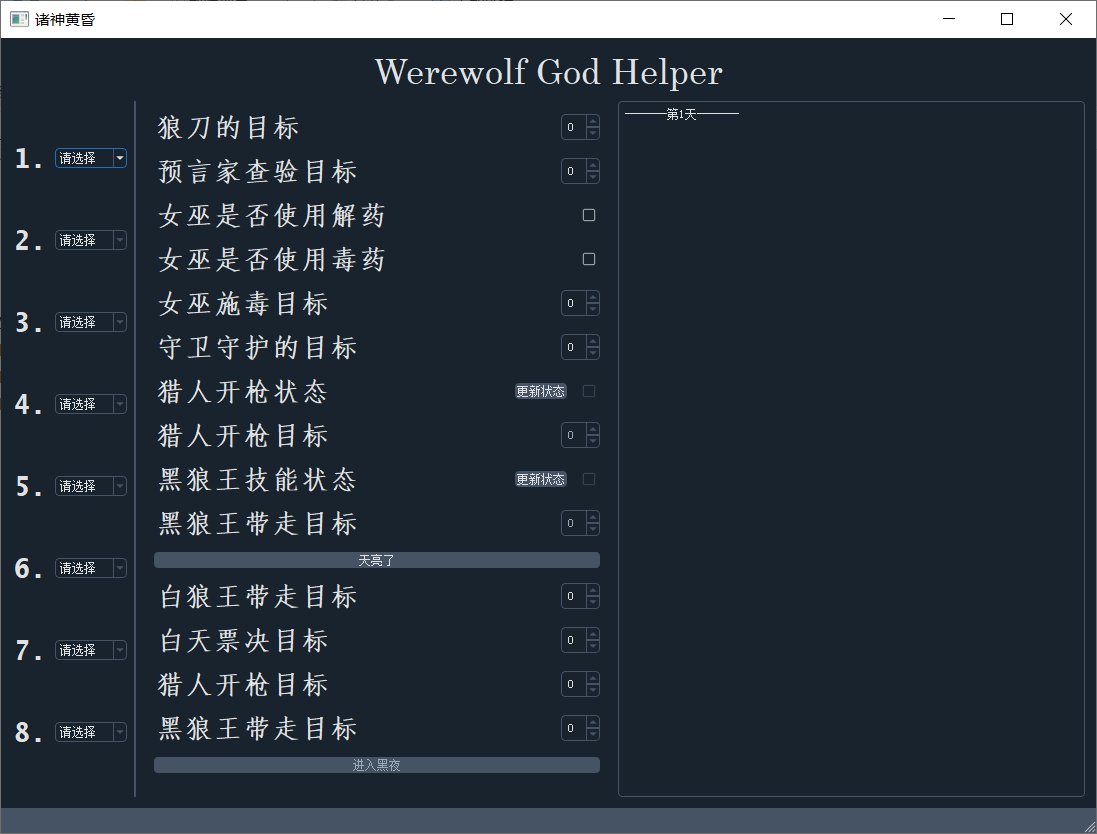 诸神黄昏
Werewolf God Helper
1. 请选择
2. 请选择
3. 请选择
4. 请选择
5. 请选择
6. 请选择
7. 请选择
8. 请选择
狼刀的目标 0
预言家查验目标 0
女巫是否使用解药
女巫是否使用毒药
女巫施毒目标 0
守卫守护的目标 0
猎人开枪状态 更新状态
猎人开枪目标 0
黑狼王技能状态 更新状态
黑狼王带走目标 0
天亮了
白狼王带走目标 0
白天票决目标 0
猎人开枪目标 0
黑狼王带走目标 0
进入黑夜
———第1天———